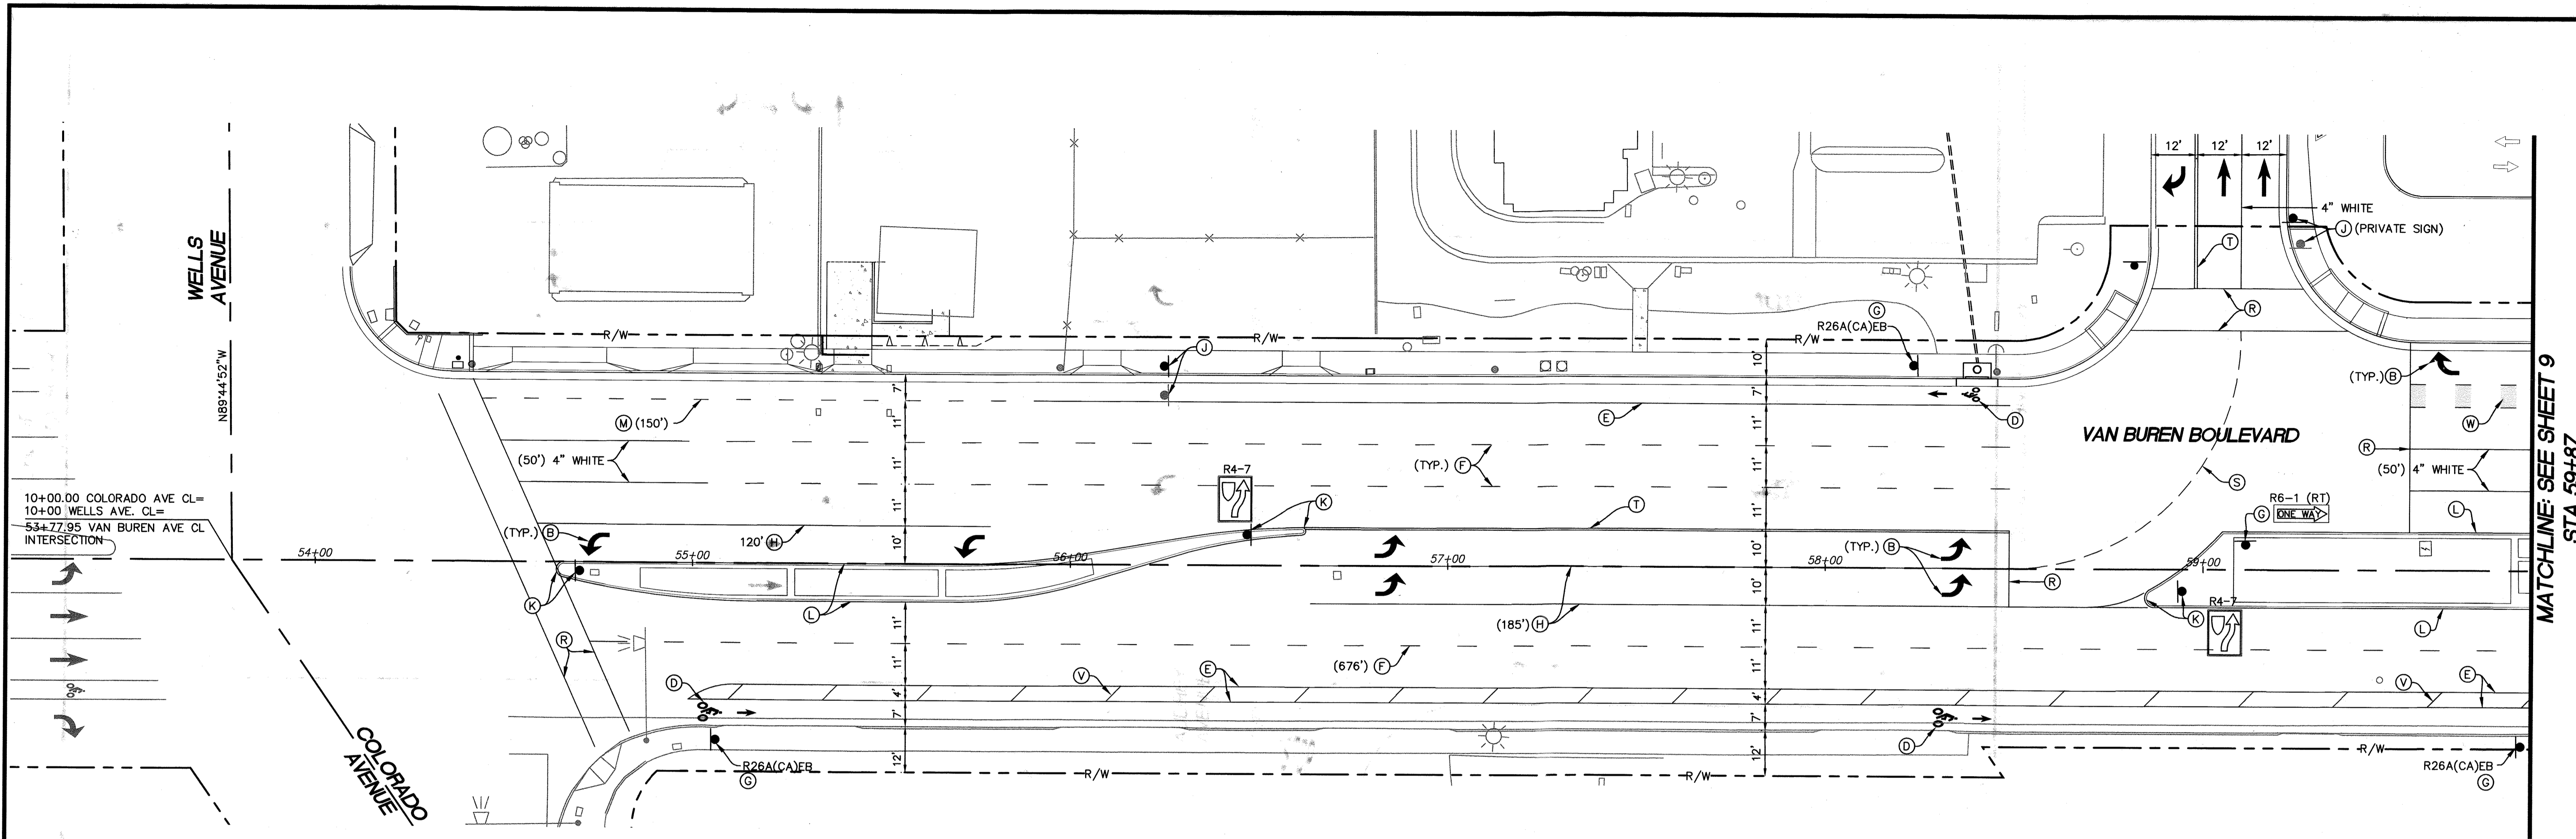 WELLS
AVENUE
N89°44'52"W
10+00.00 COLORADO AVE CL=
10+00 WELLS AVE. CL=
53+77.95 VAN BUREN AVE CL
INTERSECTION
COLORADO
AVENUE
54+00
55+00
56+00
57+00
58+00
59+00
R/W
R/W
R/W
J
M (150')
(50') 4" WHITE
(TYP.) B
120' H
K
L
R
7'
11'
11'
11'
10'
11'
11'
4'
7'
12'
R4-7
K
E
(TYP.) F
T
G
R26A(CA)EB
D
10'
7'
11'
11'
11'
10'
10'
11'
11'
4'
7'
12'
(TYP.) B
(185') H
(676') F
R
D
V
E
R26A(CA)EB
G
R/W
R/W
D
12'
12'
12'
4" WHITE
J (PRIVATE SIGN)
T
R
(TYP.) B
W
VAN BUREN BOULEVARD
R
(50') 4" WHITE
S
R6-1 (RT)
G
ONE WAY
L
R4-7
K
L
V
E
R/W
R26A(CA)EB
G
MATCHLINE: SEE SHEET 9
STA 59+87